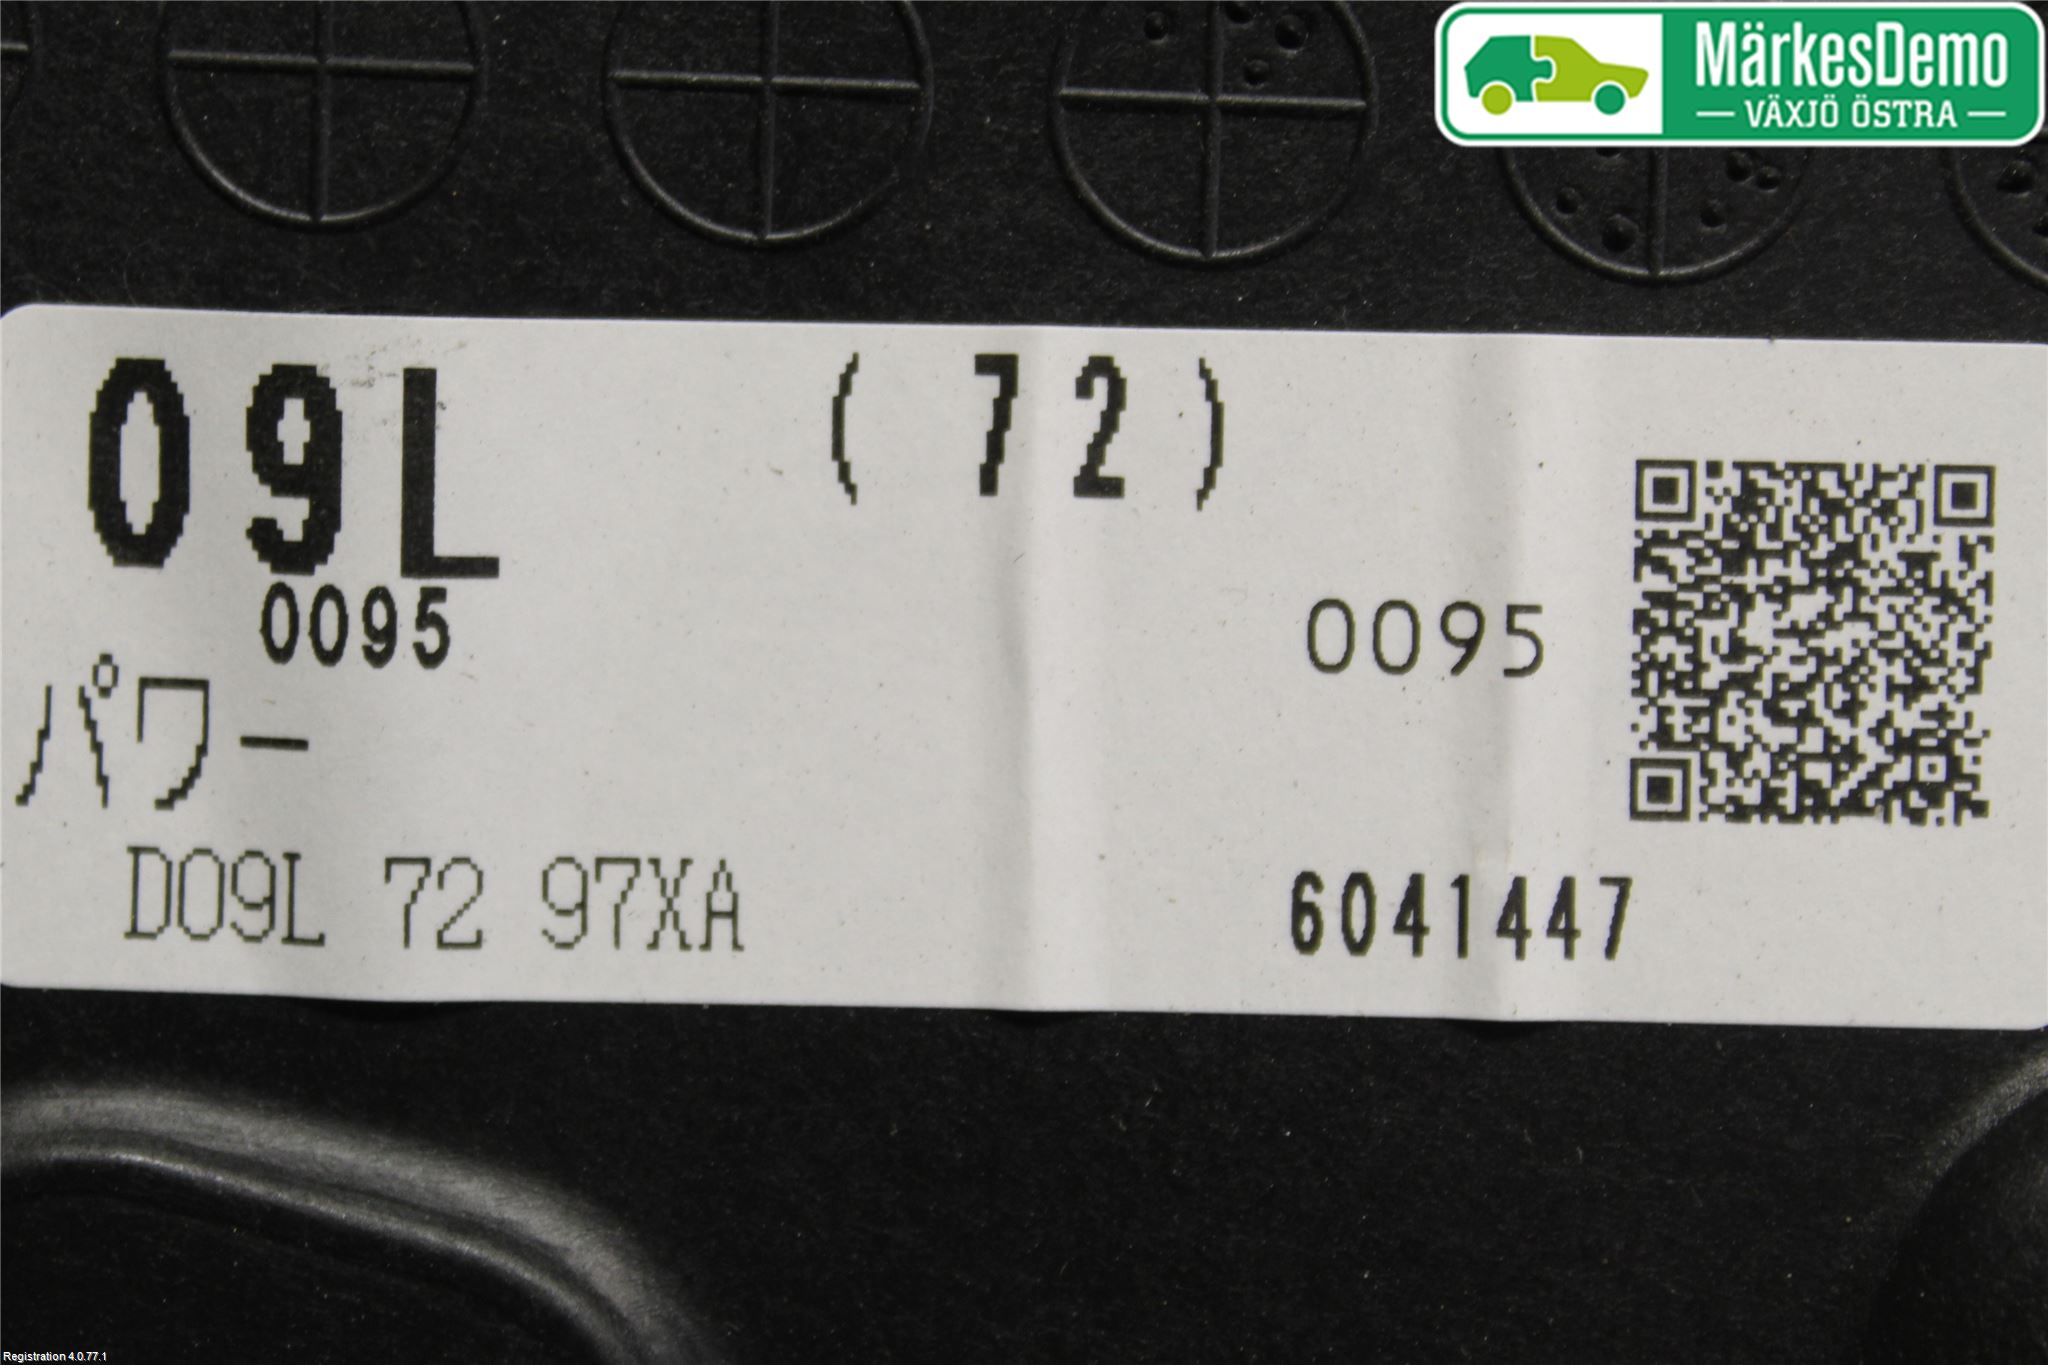 MärkesDemo
VÄXJÖ ÖSTRA
09L (72)
0095 0095
パワー
D09L 72 97XA 6041447
Registration 4.0.77.1